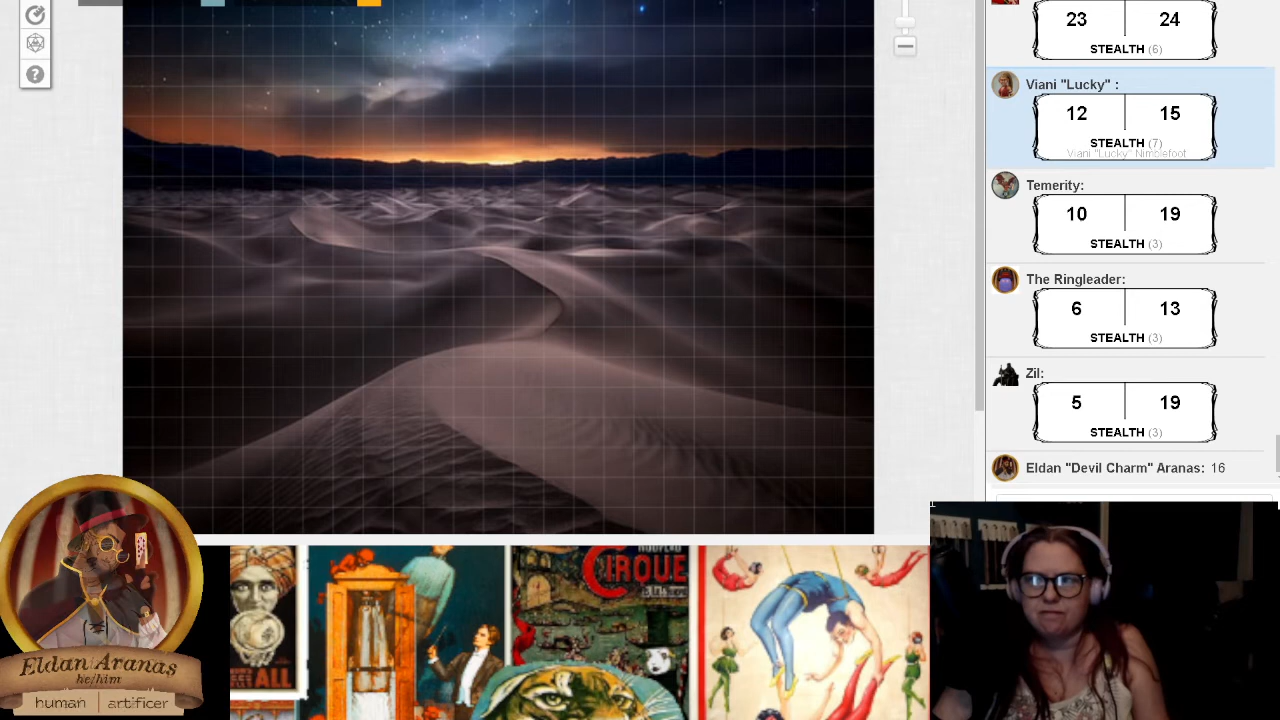 23 24
STEALTH (6)
Viani "Lucky" :
12 15
STEALTH (7)
Viani "Lucky" Nimblefoot
Temerity:
10 19
STEALTH (3)
The Ringleader:
6 13
STEALTH (3)
Zil:
5 19
STEALTH (3)
Eldan "Devil Charm" Aranas: 16
Eldan Aranas
he/him
human | artificer
ALL
CIRQUE